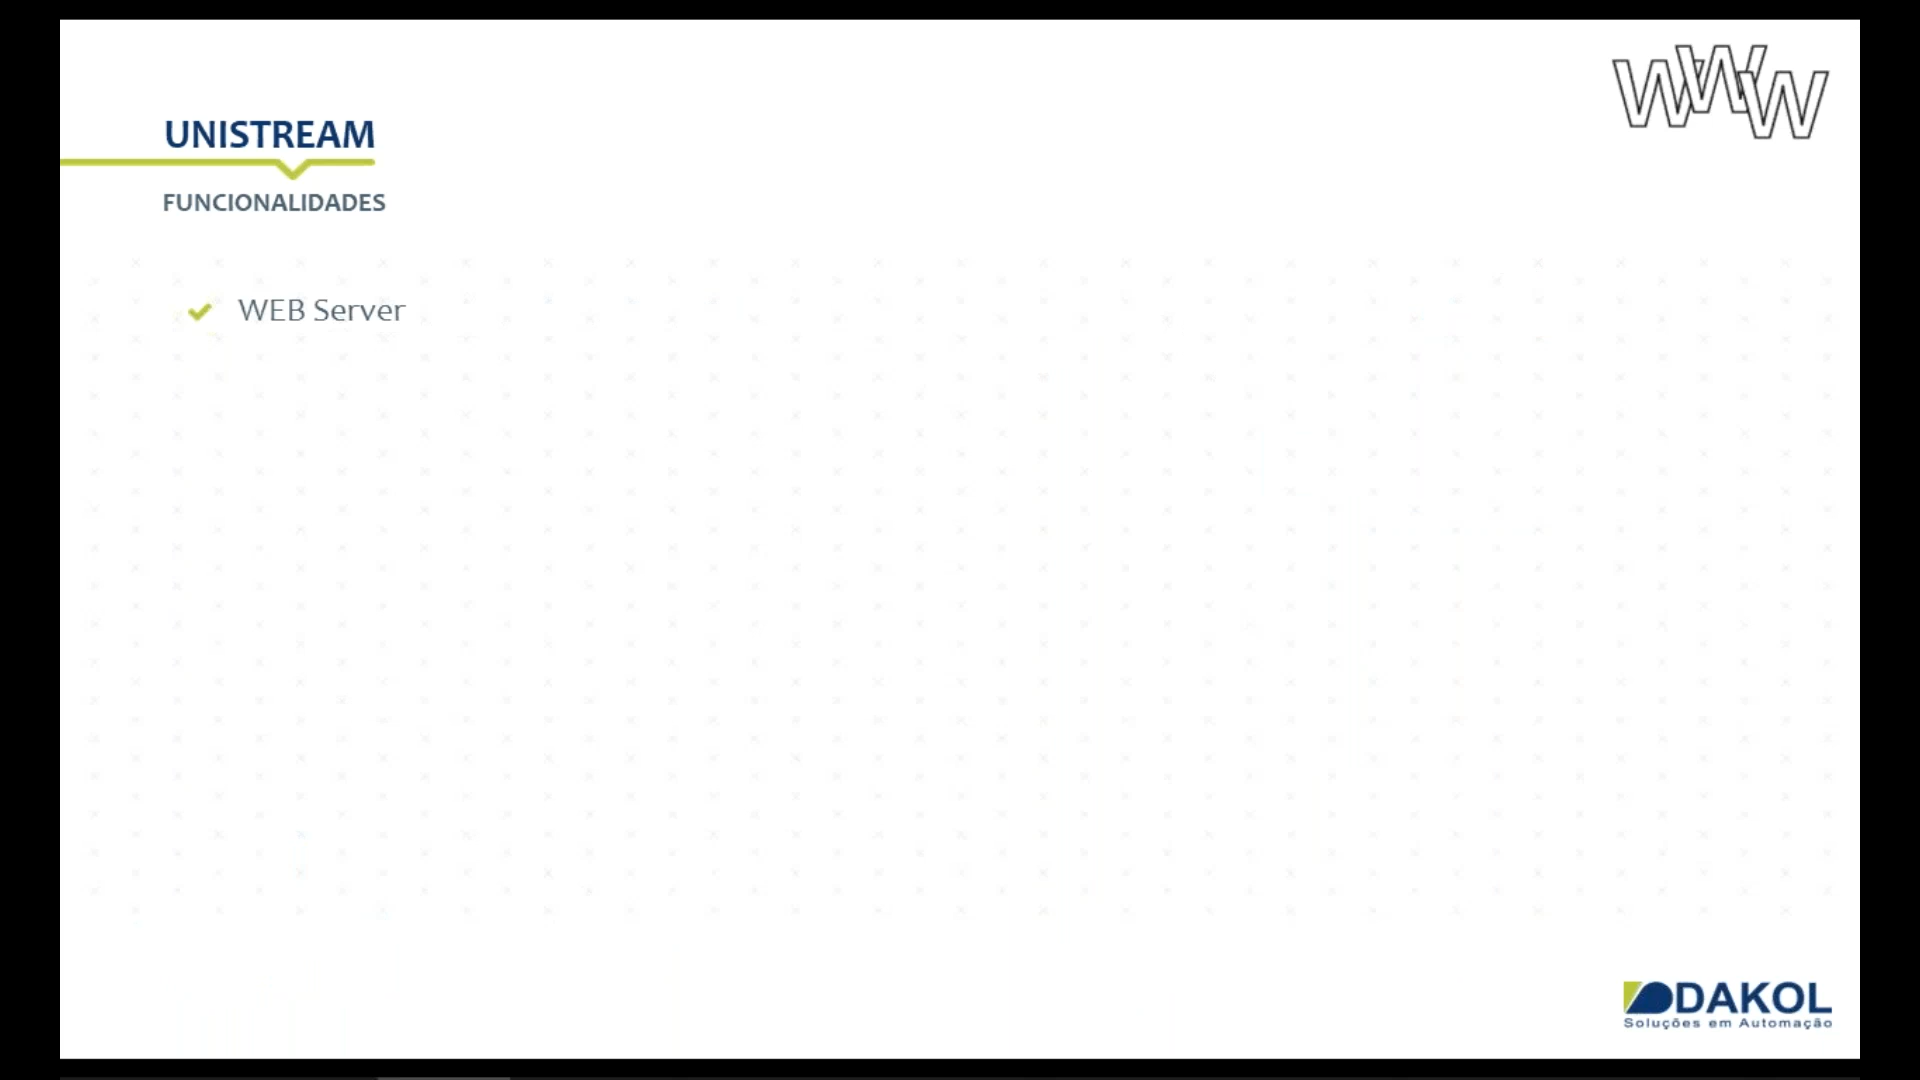 WWW
UNISTREAM
FUNCIONALIDADES
WEB Server
DAKOL
Soluções em Automação